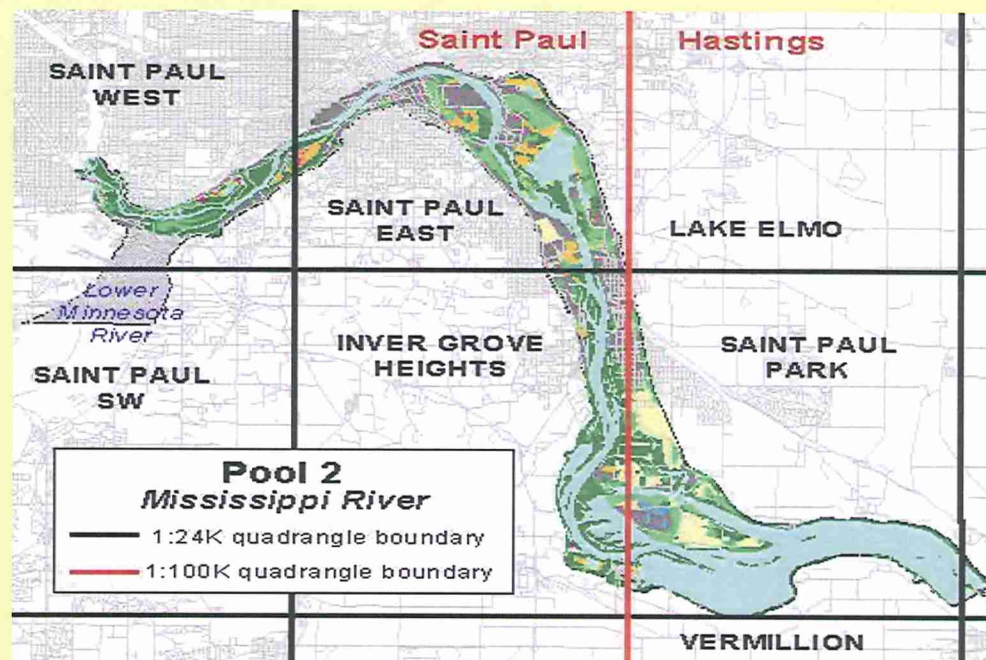 Saint Paul
Hastings
SAINT PAUL
WEST
SAINT PAUL
EAST
LAKE ELMO
Lower
Minnesota
River
INVER GROVE
HEIGHTS
SAINT PAUL
PARK
SAINT PAUL
SW
Pool 2
Mississippi River
1:24K quadrangle boundary
1:100K quadrangle boundary
VERMILLION